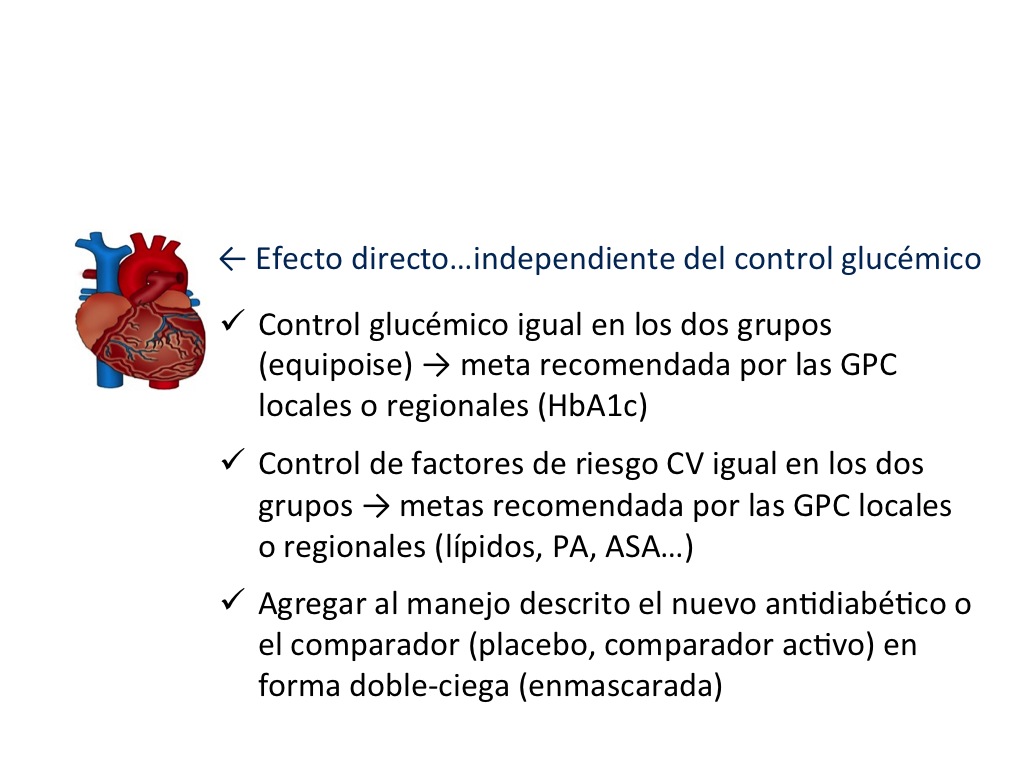 ← Efecto directo…independiente del control glucémico
✓ Control glucémico igual en los dos grupos
(equipoise) → meta recomendada por las GPC
locales o regionales (HbA1c)
✓ Control de factores de riesgo CV igual en los dos
grupos → metas recomendada por las GPC locales
o regionales (lípidos, PA, ASA…)
✓ Agregar al manejo descrito el nuevo antidiabético o
el comparador (placebo, comparador activo) en
forma doble-ciega (enmascarada)